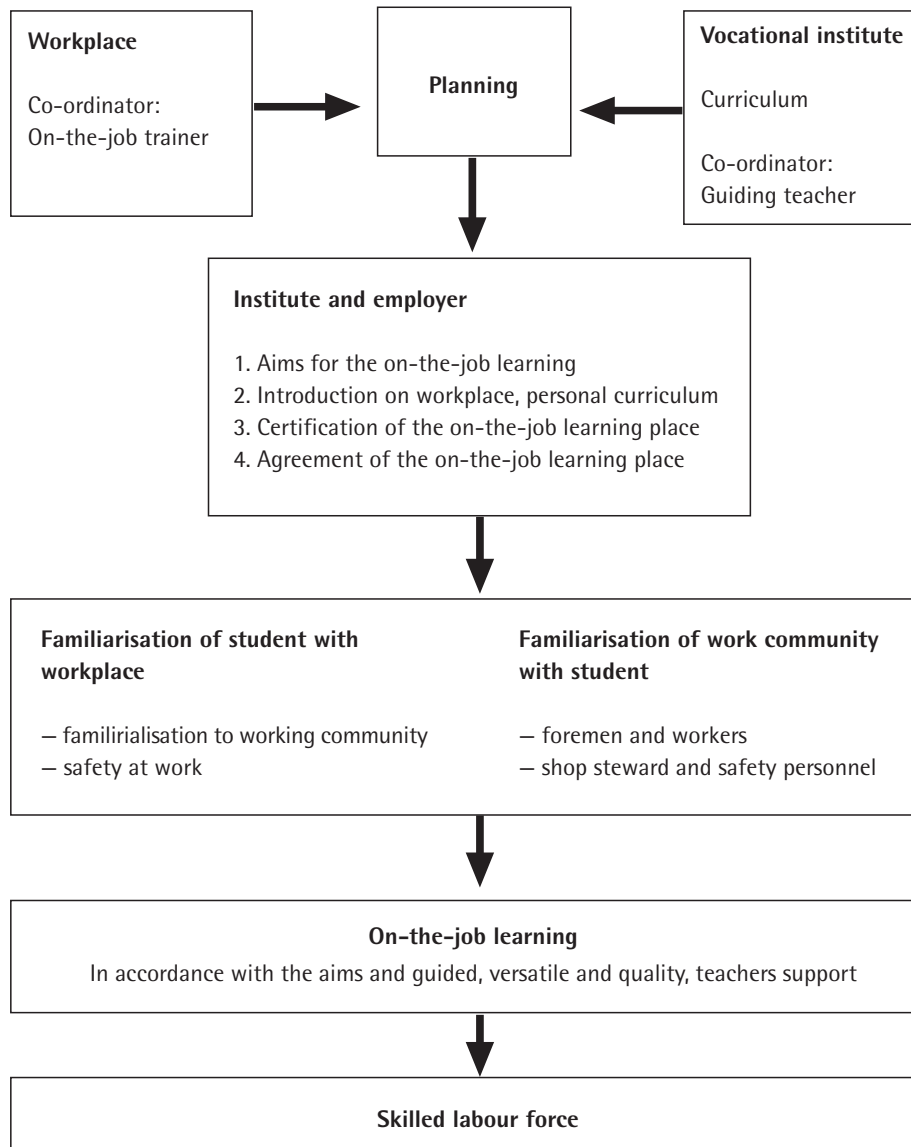 Workplace
Co-ordinator:
On-the-job trainer
Planning
Vocational institute
Curriculum
Co-ordinator:
Guiding teacher
Institute and employer
1. Aims for the on-the-job learning
2. Introduction on workplace, personal curriculum
3. Certification of the on-the-job learning place
4. Agreement of the on-the-job learning place
Familiarisation of student with
workplace
– familirialisation to working community
– safety at work
Familiarisation of work community
with student
– foremen and workers
– shop steward and safety personnel
On-the-job learning
In accordance with the aims and guided, versatile and quality, teachers support
Skilled labour force